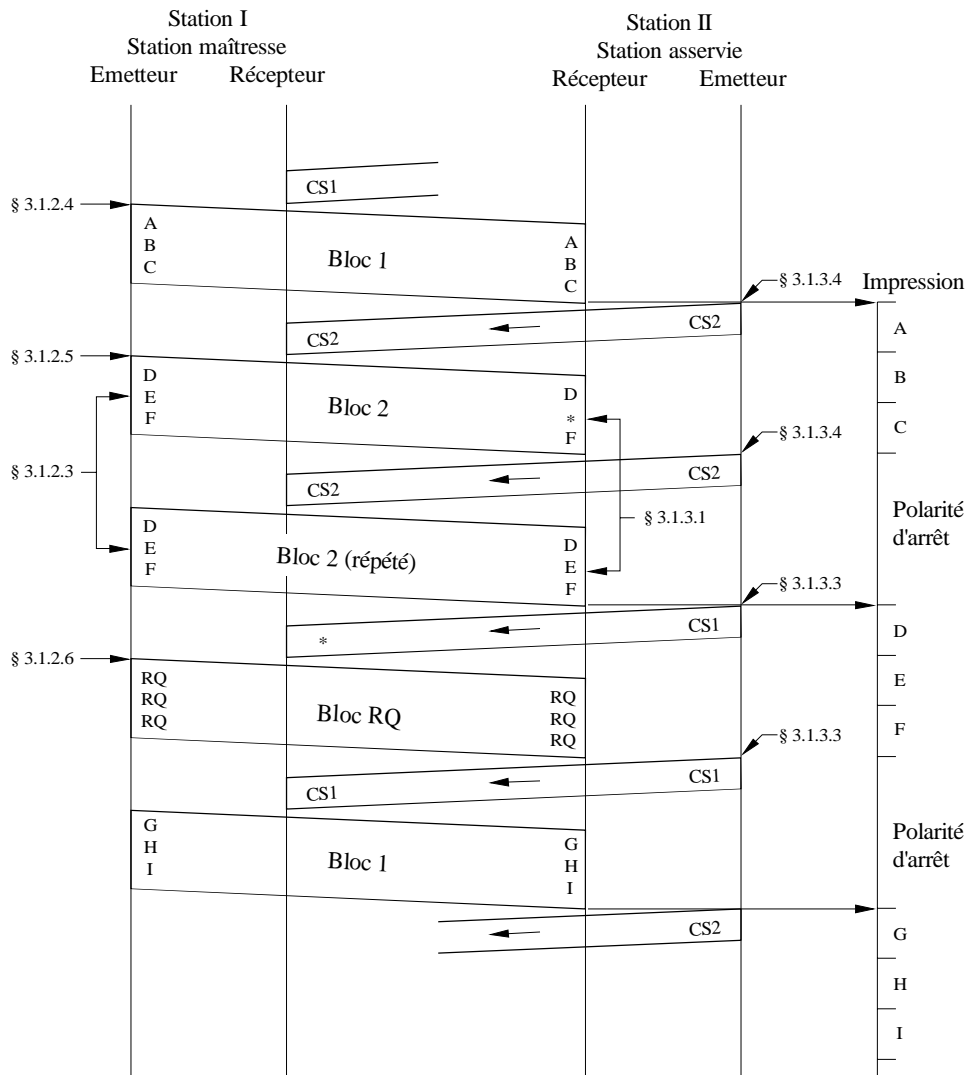 Station I
Station maîtresse
Emetteur Récepteur
Station II
Station asservie
Récepteur Emetteur
CS1
§ 3.1.2.4
A
B
C
Bloc 1
A
B
C
§ 3.1.3.4
Impression
CS2
CS2
A
§ 3.1.2.5
D
E
F
Bloc 2
D
*
F
B
C
§ 3.1.3.4
§ 3.1.2.3
CS2
CS2
§ 3.1.3.1
Polarité
d'arrêt
D
E
F
Bloc 2 (répété)
D
E
F
§ 3.1.3.3
*
CS1
D
§ 3.1.2.6
RQ
RQ
RQ
Bloc RQ
RQ
RQ
RQ
E
F
§ 3.1.3.3
CS1
CS1
G
H
I
Bloc 1
G
H
I
Polarité
d'arrêt
CS2
G
H
I